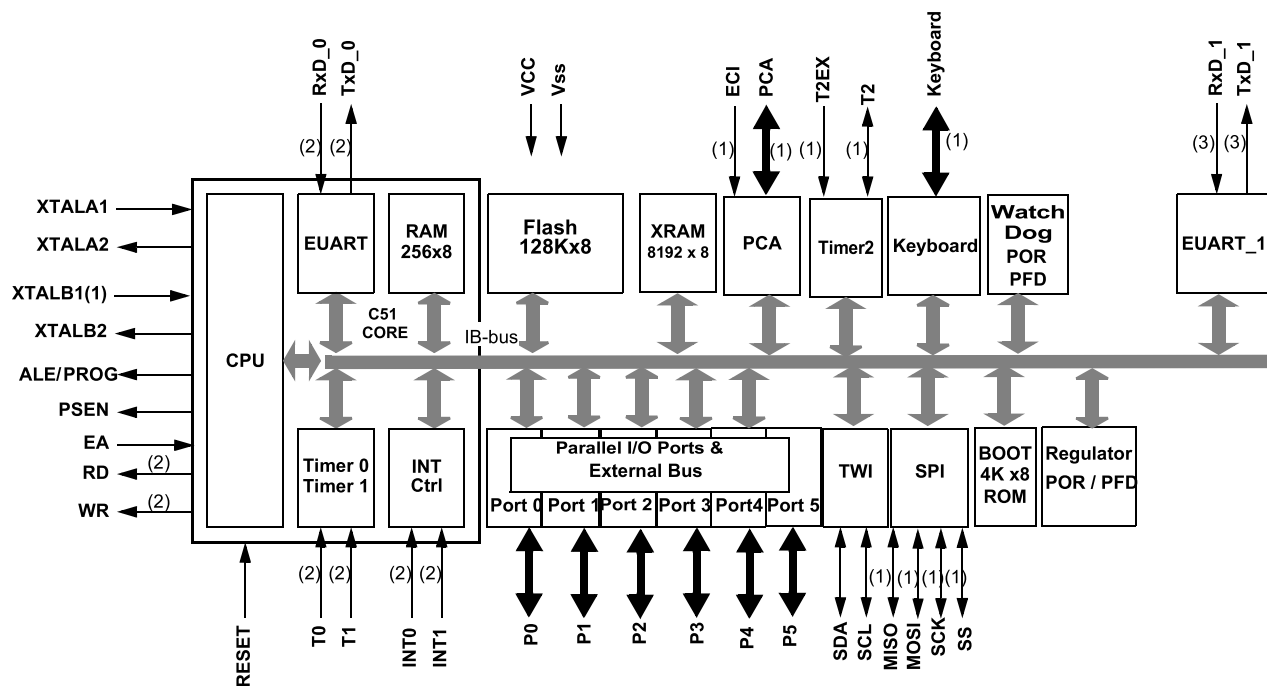 RxD_0
TxD_0
VCC
Vss
ECI
PCA
T2EX
T2
Keyboard
RxD_1
TxD_1
(2)
(2)
(1)
(1)
(1)
(1)
(1)
(3)
(3)
XTALA1
XTALA2
XTALB1(1)
XTALB2
ALE/PROG
PSEN
EA
RD
(2)
WR
(2)
CPU
EUART
RAM
256x8
C51
CORE
IB-bus
Flash
128Kx8
XRAM
8192 x 8
PCA
Timer2
Keyboard
Watch
Dog
POR
PFD
EUART_1
Timer 0
Timer 1
INT
Ctrl
Parallel I/O Ports &
External Bus
Port 0
Port 1
Port 2
Port 3
Port4
Port 5
TWI
SPI
BOOT
4K x8
ROM
Regulator
POR / PFD
(2)
(2)
(2)
(2)
(1)
(1)
(1)
(1)
RESET
T0
T1
INT0
INT1
P0
P1
P2
P3
P4
P5
SDA
SCL
MISO
MOSI
SCK
SS